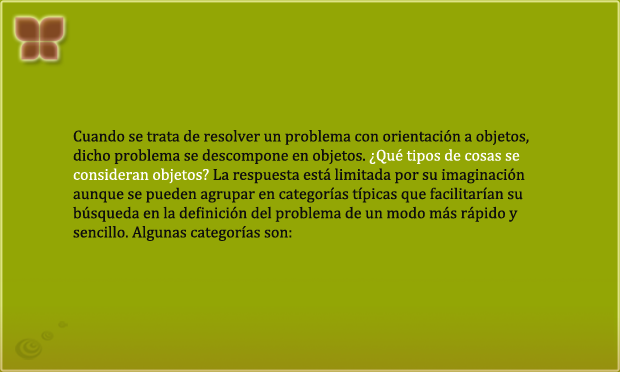 Cuando se trata de resolver un problema con orientación a objetos,
dicho problema se descompone en objetos. ¿Qué tipos de cosas se
consideran objetos? La respuesta está limitada por su imaginación
aunque se pueden agrupar en categorías típicas que facilitarían su
búsqueda en la definición del problema de un modo más rápido y
sencillo. Algunas categorías son: